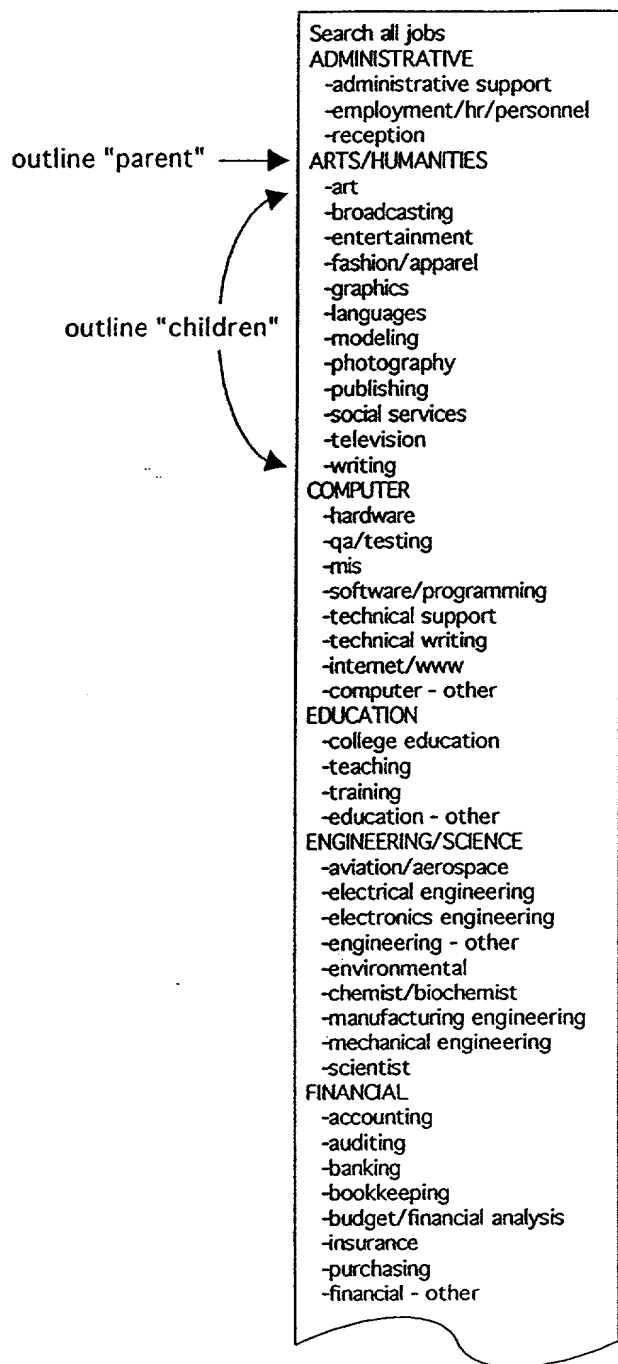 Search all jobs
ADMINISTRATIVE
-administrative support
-employment/hr/personnel
-reception
outline "parent"
ARTS/HUMANITIES
-art
-broadcasting
-entertainment
-fashion/apparel
-graphics
-languages
outline "children"
-modeling
-photography
-publishing
-social services
-television
-writing
COMPUTER
-hardware
-qa/testing
-mis
-software/programming
-technical support
-technical writing
-internet/www
-computer - other
EDUCATION
-college education
-teaching
-training
-education - other
ENGINEERING/SCIENCE
-aviation/aerospace
-electrical engineering
-electronics engineering
-engineering - other
-environmental
-chemist/biochemist
-manufacturing engineering
-mechanical engineering
-scientist
FINANCIAL
-accounting
-auditing
-banking
-bookkeeping
-budget/financial analysis
-insurance
-purchasing
-financial - other